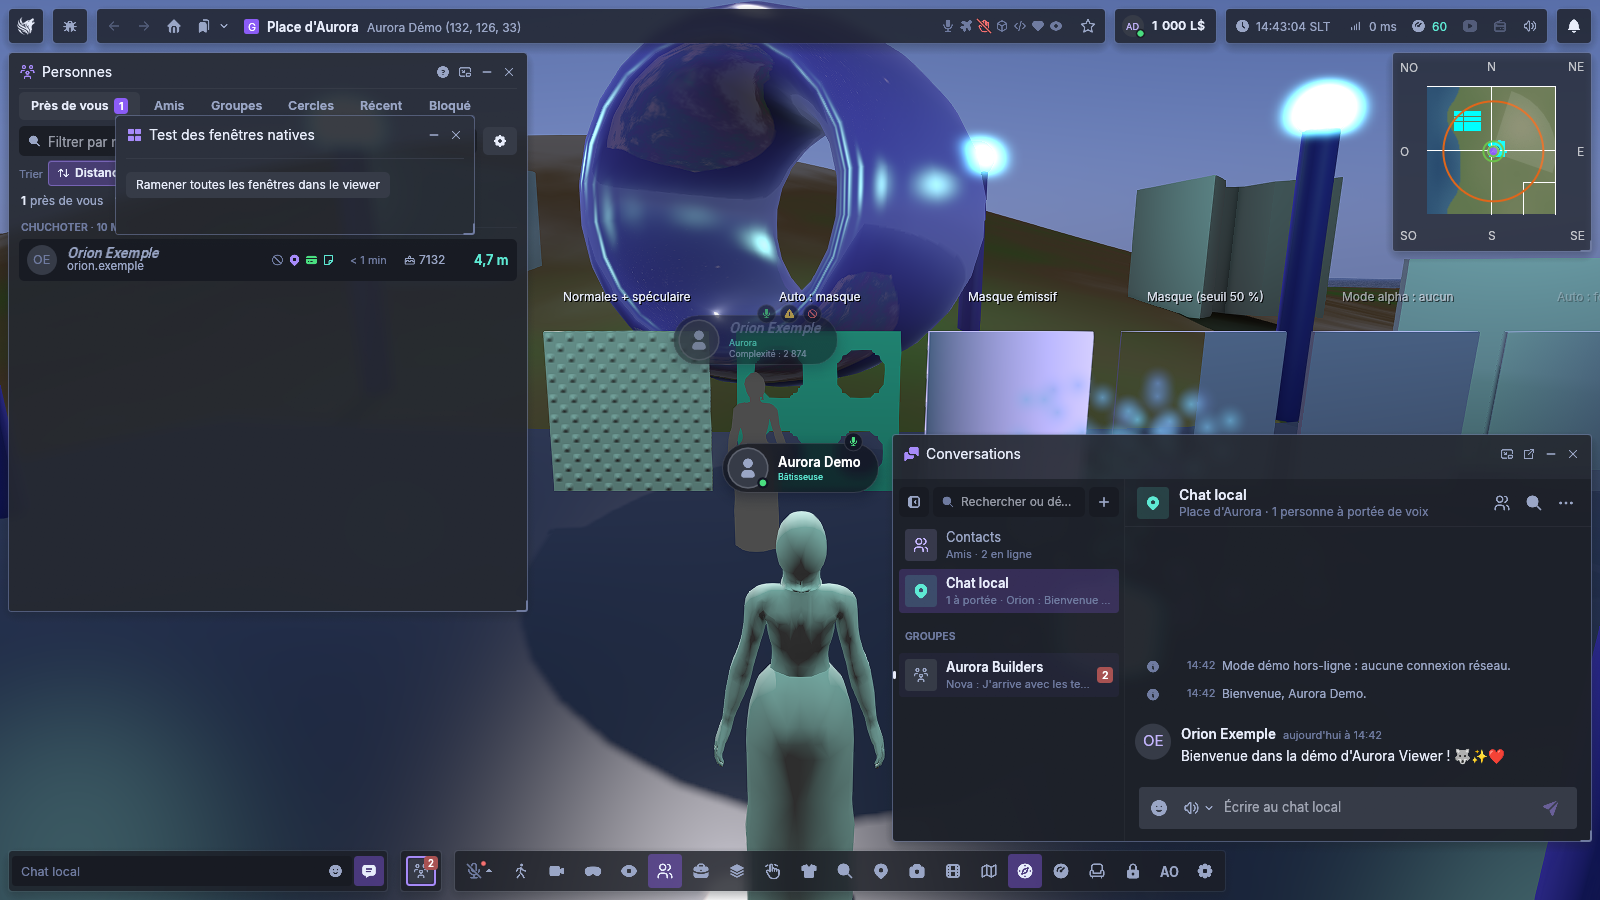 Place d'Aurora Aurora Démo (132, 126, 33)
AD 1 000 L$
14:43:04 SLT 0 ms 60
Personnes
Près de vous 1 Amis Groupes Cercles Récent Bloqué
Filtrer par
Test des fenêtres natives
Ramener toutes les fenêtres dans le viewer
Trier
1 près de vous
CHUCHOTER · 10
OE Orion Exemple
orion.exemple
< 1 min 7132 4,7 m
NO N NE
O E
SO S SE
Normales + spéculaire
Auto : masque
Masque émissif
Masque (seuil 50 %)
Mode alpha : aucun
Auto :
Orion Exemple
Aurora
Complexité : 2 874
Aurora Demo
Bâtisseuse
Conversations
Rechercher ou dé...
Contacts
Amis · 2 en ligne
Chat local
1 à portée · Orion : Bienvenue ...
GROUPES
Aurora Builders
Nova : J'arrive avec les te...
2
Chat local
Place d'Aurora · 1 personne à portée de voix
14:42 Mode démo hors-ligne : aucune connexion réseau.
14:42 Bienvenue, Aurora Demo.
OE Orion Exemple aujourd'hui à 14:42
Bienvenue dans la démo d'Aurora Viewer ! 🐺✨❤️
Écrire au chat local
Chat local
2
AO